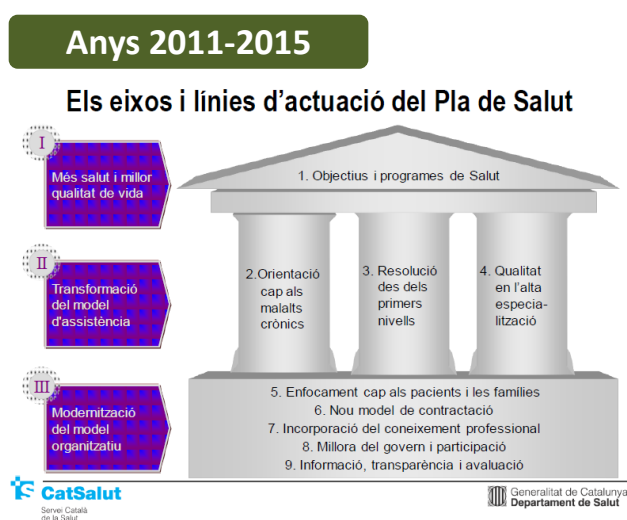 Anys 2011-2015
Els eixos i línies d'actuació del Pla de Salut
I
Més salut i millor
qualitat de vida
1. Objectius i programes de Salut
II
Transformació
del model
d'assistència
2.Orientació
cap als
malalts
crònics
3. Resolució
des dels
primers
nivells
4. Qualitat
en l'alta
especia-
lització
III
Modernització
del model
organitzatiu
5. Enfocament cap als pacients i les famílies
6. Nou model de contractació
7. Incorporació del coneixement professional
8. Millora del govern i participació
9. Informació, transparència i avaluació
CatSalut
Servei Català
de la Salut
Generalitat de Catalunya
Departament de Salut